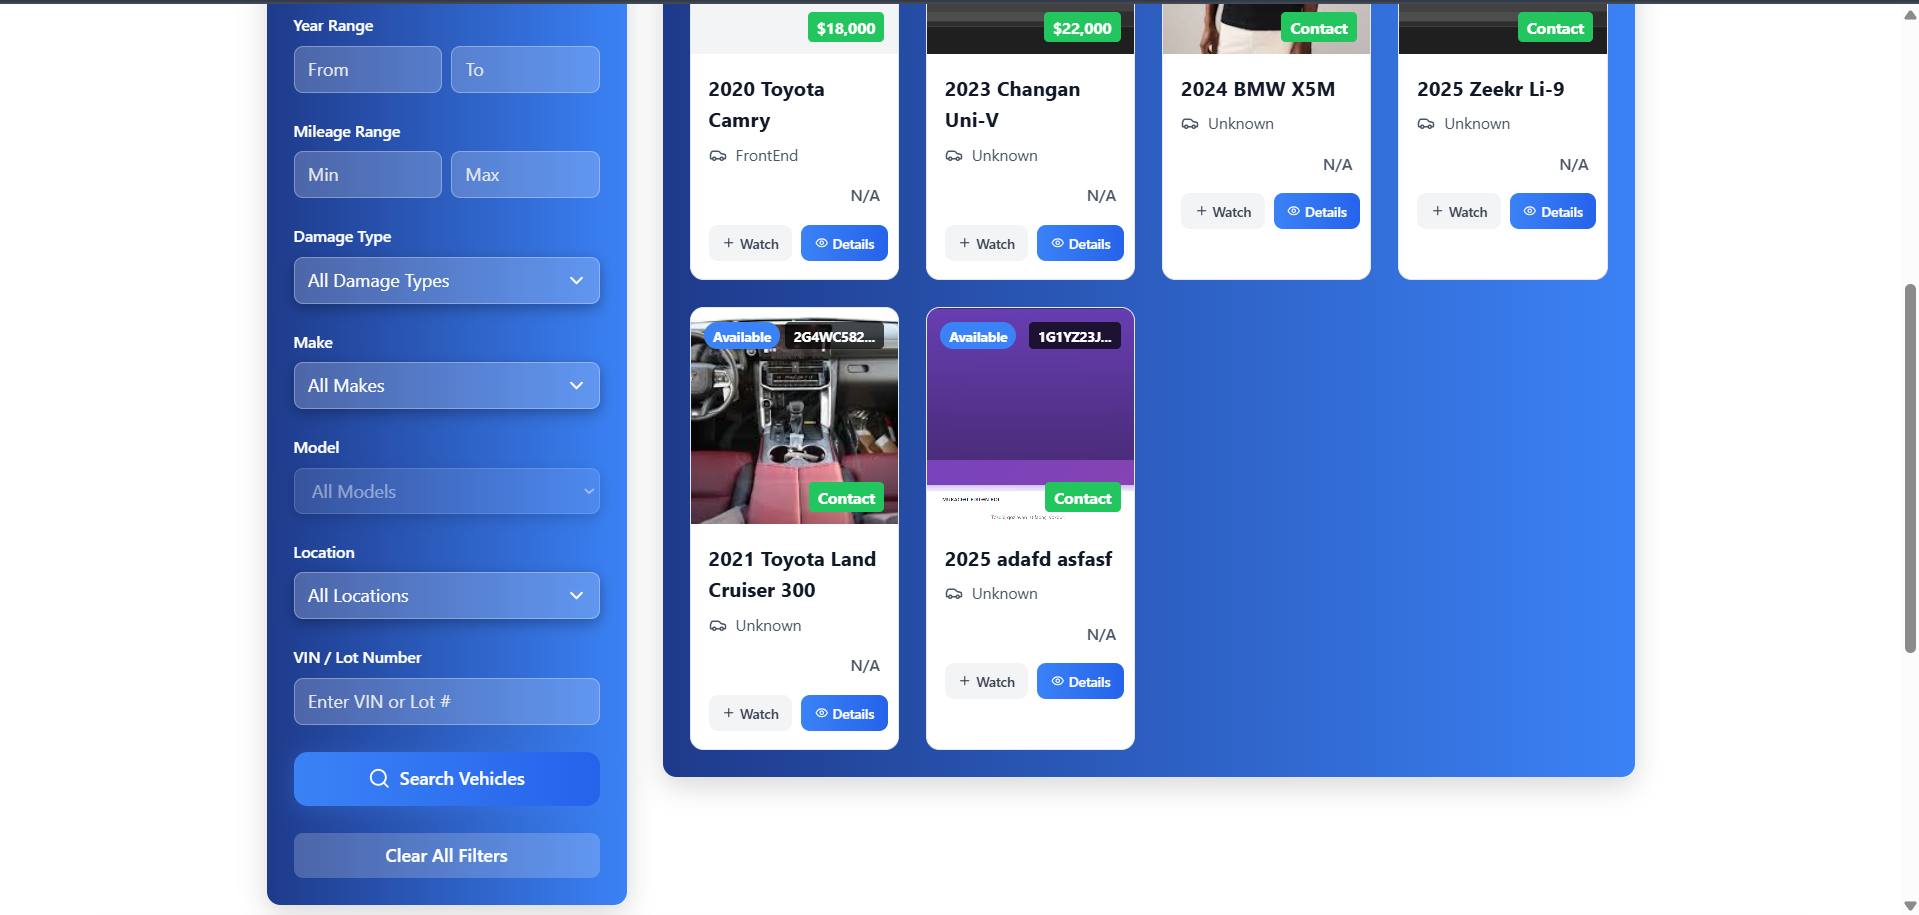 Year Range
From
To
Mileage Range
Min
Max
Damage Type
All Damage Types
Make
All Makes
Model
All Models
Location
All Locations
VIN / Lot Number
Enter VIN or Lot #
Search Vehicles
Clear All Filters
$18,000
2020 Toyota
Camry
FrontEnd
N/A
+ Watch
Details
$22,000
2023 Changan
Uni-V
Unknown
N/A
+ Watch
Details
Contact
2024 BMW X5M
Unknown
N/A
+ Watch
Details
Contact
2025 Zeekr Li-9
Unknown
N/A
+ Watch
Details
Available
2G4WC582...
Contact
2021 Toyota Land
Cruiser 300
Unknown
N/A
+ Watch
Details
Available
1G1YZ23J...
Contact
2025 adafd asfasf
Unknown
N/A
+ Watch
Details